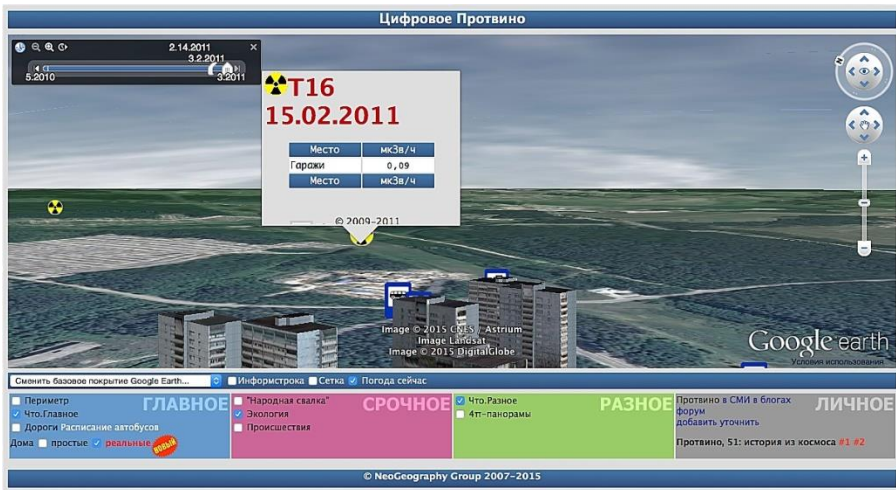 Цифровое Протвино
2.14.2011
3.2.2011
5.2010
3.2011
T16
15.02.2011
Место мкЗв/ч
Гаражи 0,09
Место мкЗв/ч
© 2009-2011
Image © 2015 CNES / Astrium
Image Landsat
Image © 2015 DigitalGlobe
Google earth
Условия использования
Сменить базовое покрытие Google Earth...
Информстрока
Сетка
Погода сейчас
ГЛАВНОЕ
Периметр
Что.Главное
Дороги Расписание автобусов
Дома простые реальные
НОВЫЙ
СРОЧНОЕ
"Народная свалка"
Экология
Происшествия
РАЗНОЕ
Что.Разное
4π-панорамы
ЛИЧНОЕ
Протвино в СМИ в блогах
форум
добавить уточнить
Протвино, 51: история из космоса #1 #2
© NeoGeography Group 2007-2015